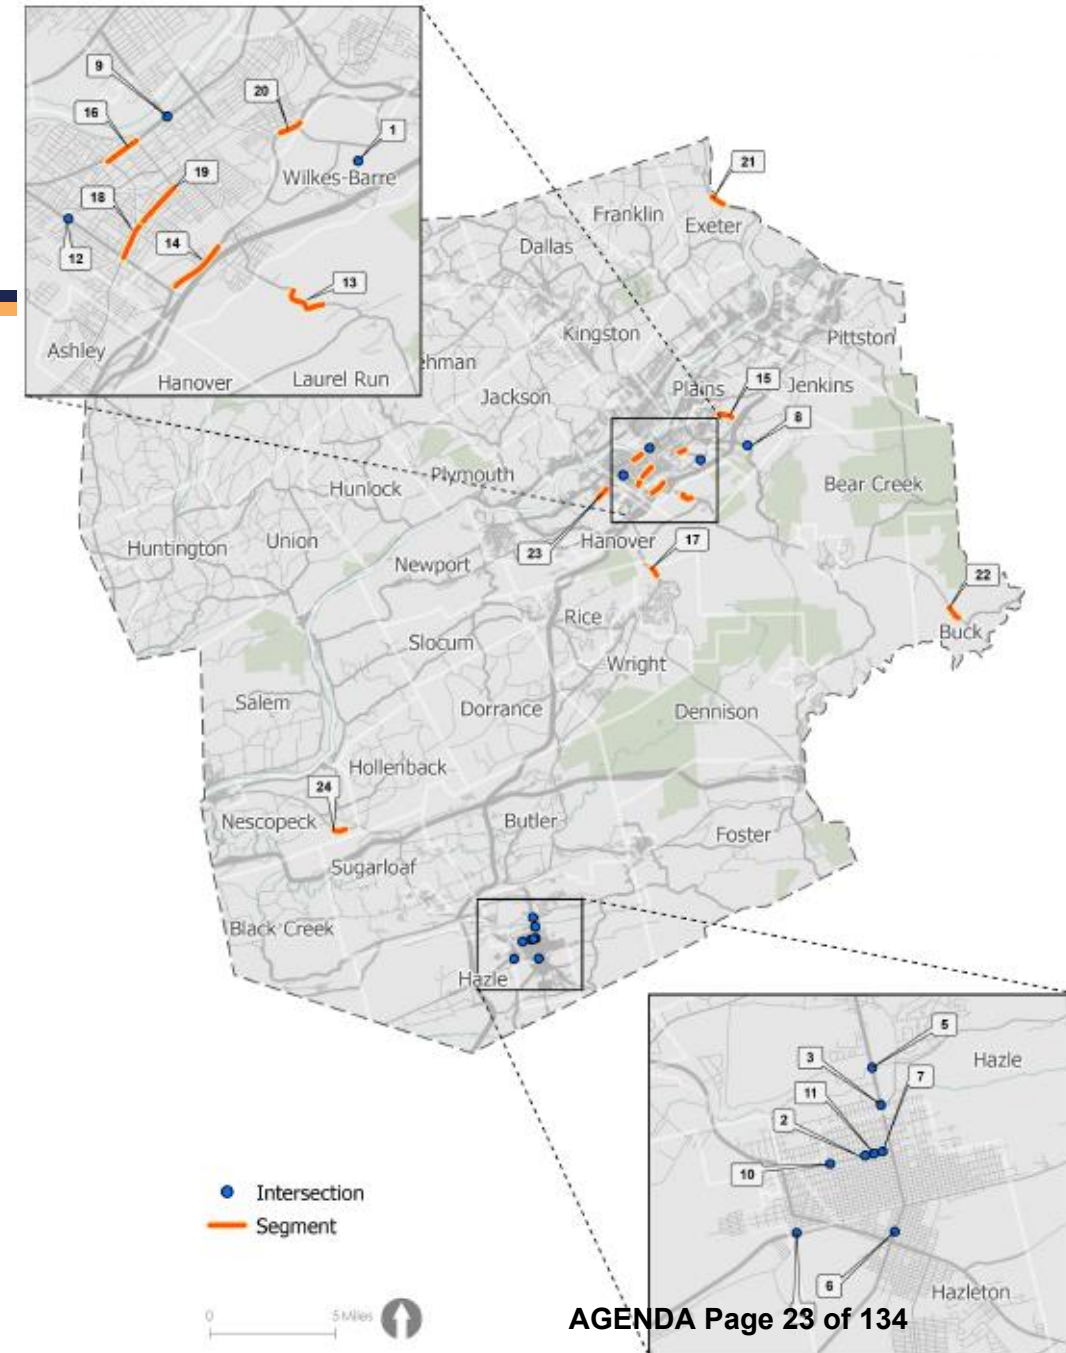 9
20
16
1
19
Wilkes-Barre
18
14
12
13
Ashley
Hanover
Laurel Run
21
Franklin
Exeter
Dallas
Kingston
Pittston
ehman
Plains
15
Jenkins
Jackson
8
Plymouth
Hunlock
Bear Creek
Huntington
Union
23
Hanover
17
Newport
22
Rice
Buck
Slocum
Wright
Salem
Dorrance
Dennison
Hollenback
24
Nescopeck
Butler
Foster
Sugarloaf
Black Creek
Hazle
5
3
Hazle
7
11
2
10
6
Hazleton
Intersection
Segment
0
5 Miles
AGENDA Page 23 of 134